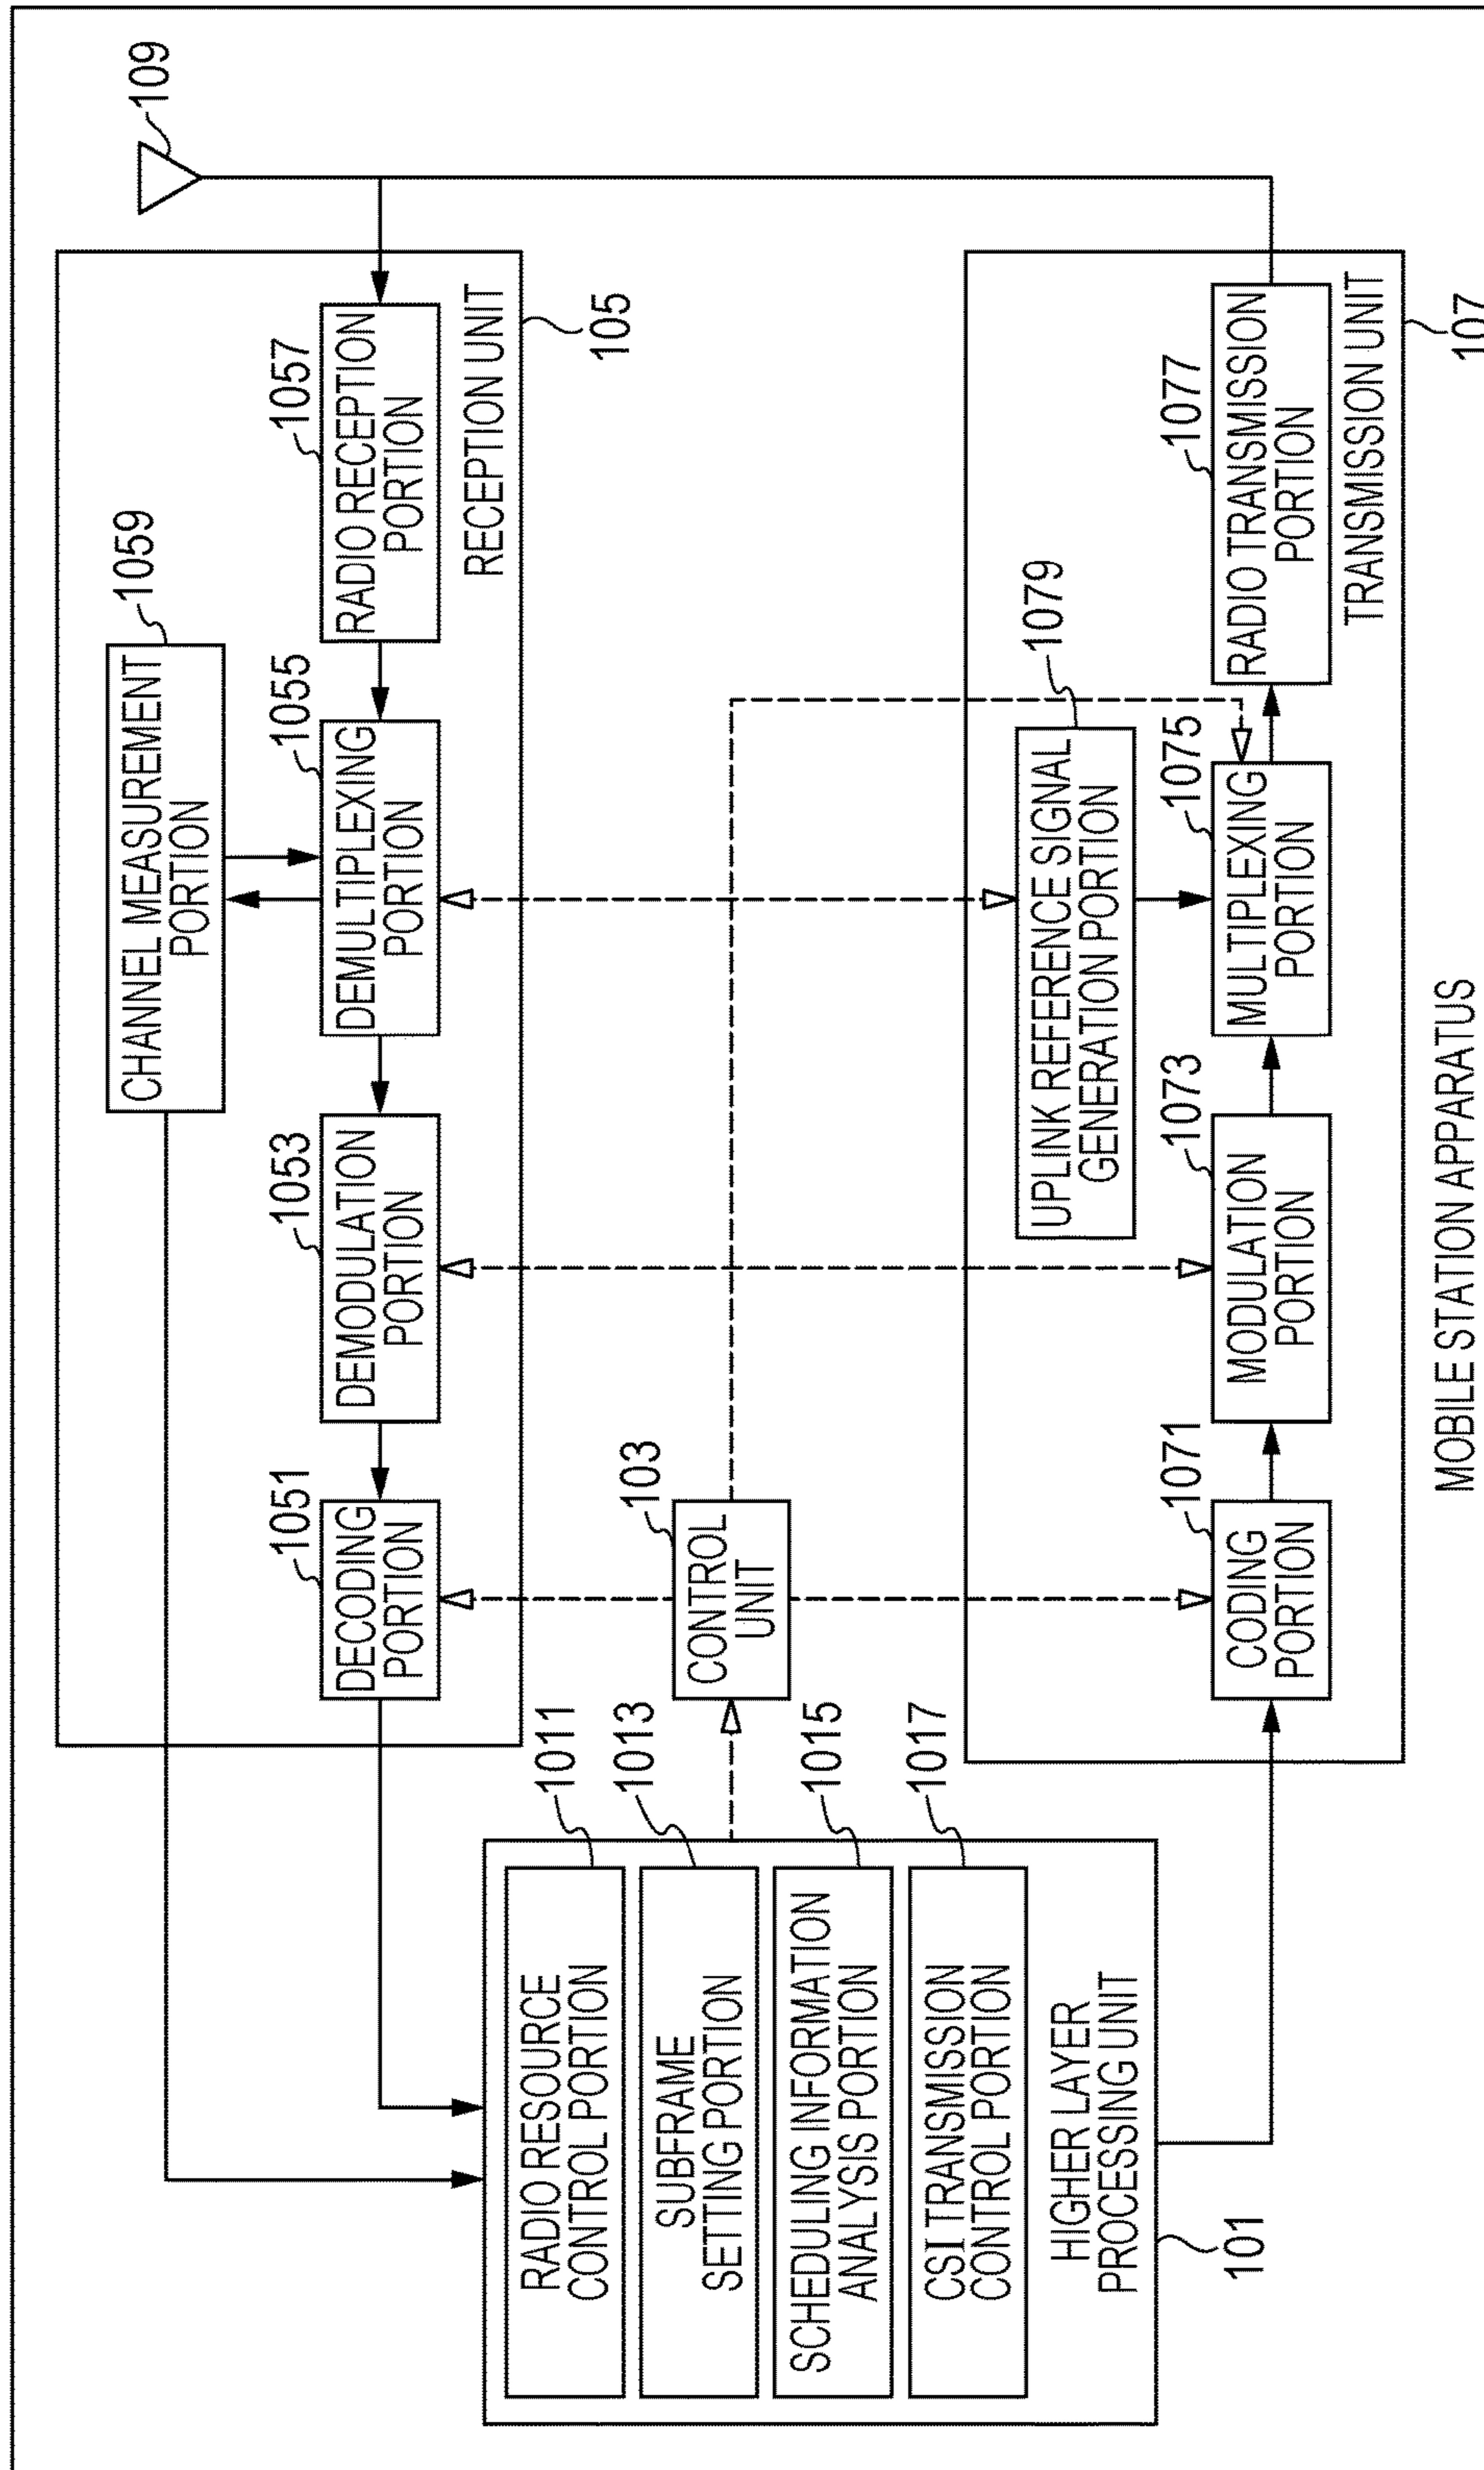 109
1059
CHANNEL MEASUREMENT
PORTION
1051
DECODING
PORTION
1053
DEMODULATION
PORTION
1055
DEMULTIPLEXING
PORTION
1057
RADIO RECEPTION
PORTION
RECEPTION UNIT
105
1011
RADIO RESOURCE
CONTROL PORTION
1013
SUBFRAME
SETTING PORTION
1015
SCHEDULING INFORMATION
ANALYSIS PORTION
1017
CSI TRANSMISSION
CONTROL PORTION
HIGHER LAYER
PROCESSING UNIT
101
103
CONTROL
UNIT
1079
UPLINK REFERENCE SIGNAL
GENERATION PORTION
1071
CODING
PORTION
1073
MODULATION
PORTION
1075
MULTIPLEXING
PORTION
1077
RADIO TRANSMISSION
PORTION
TRANSMISSION UNIT
107
MOBILE STATION APPARATUS